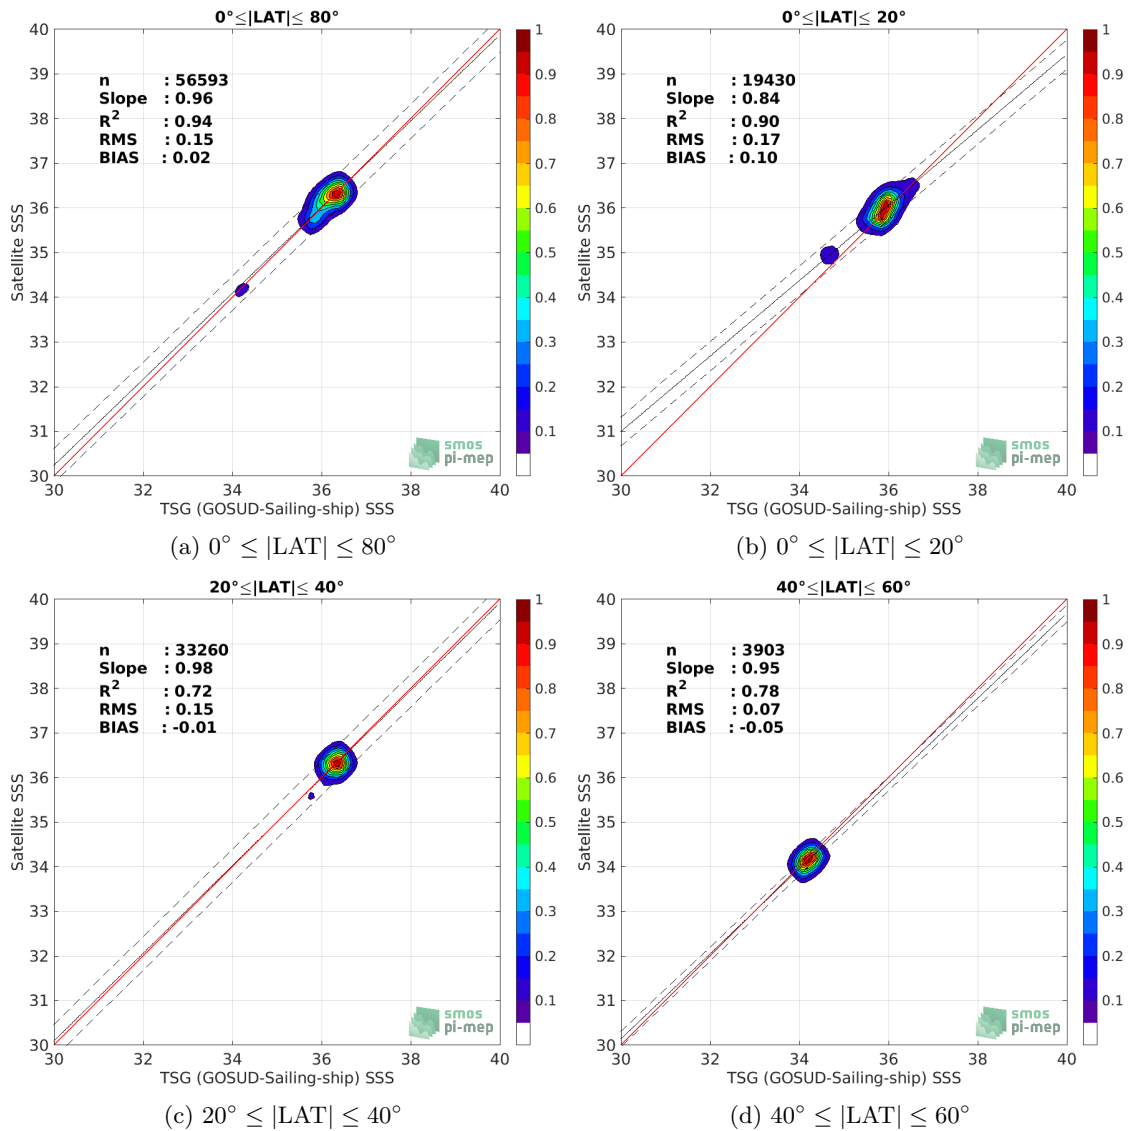 0°≤|LAT|≤ 80°
40
39
38
37
36
35
34
33
32
31
30
30
32
34
36
38
40
Satellite SSS
TSG (GOSUD-Sailing-ship) SSS
n : 56593
Slope : 0.96
R² : 0.94
RMS : 0.15
BIAS : 0.02
smos
pi-mep
1
0.9
0.8
0.7
0.6
0.5
0.4
0.3
0.2
0.1
(a) 0° ≤ |LAT| ≤ 80°
0°≤|LAT|≤ 20°
40
39
38
37
36
35
34
33
32
31
30
30
32
34
36
38
40
Satellite SSS
TSG (GOSUD-Sailing-ship) SSS
n : 19430
Slope : 0.84
R² : 0.90
RMS : 0.17
BIAS : 0.10
smos
pi-mep
1
0.9
0.8
0.7
0.6
0.5
0.4
0.3
0.2
0.1
(b) 0° ≤ |LAT| ≤ 20°
20°≤|LAT|≤ 40°
40
39
38
37
36
35
34
33
32
31
30
30
32
34
36
38
40
Satellite SSS
TSG (GOSUD-Sailing-ship) SSS
n : 33260
Slope : 0.98
R² : 0.72
RMS : 0.15
BIAS : -0.01
smos
pi-mep
1
0.9
0.8
0.7
0.6
0.5
0.4
0.3
0.2
0.1
(c) 20° ≤ |LAT| ≤ 40°
40°≤|LAT|≤ 60°
40
39
38
37
36
35
34
33
32
31
30
30
32
34
36
38
40
Satellite SSS
TSG (GOSUD-Sailing-ship) SSS
n : 3903
Slope : 0.95
R² : 0.78
RMS : 0.07
BIAS : -0.05
smos
pi-mep
1
0.9
0.8
0.7
0.6
0.5
0.4
0.3
0.2
0.1
(d) 40° ≤ |LAT| ≤ 60°